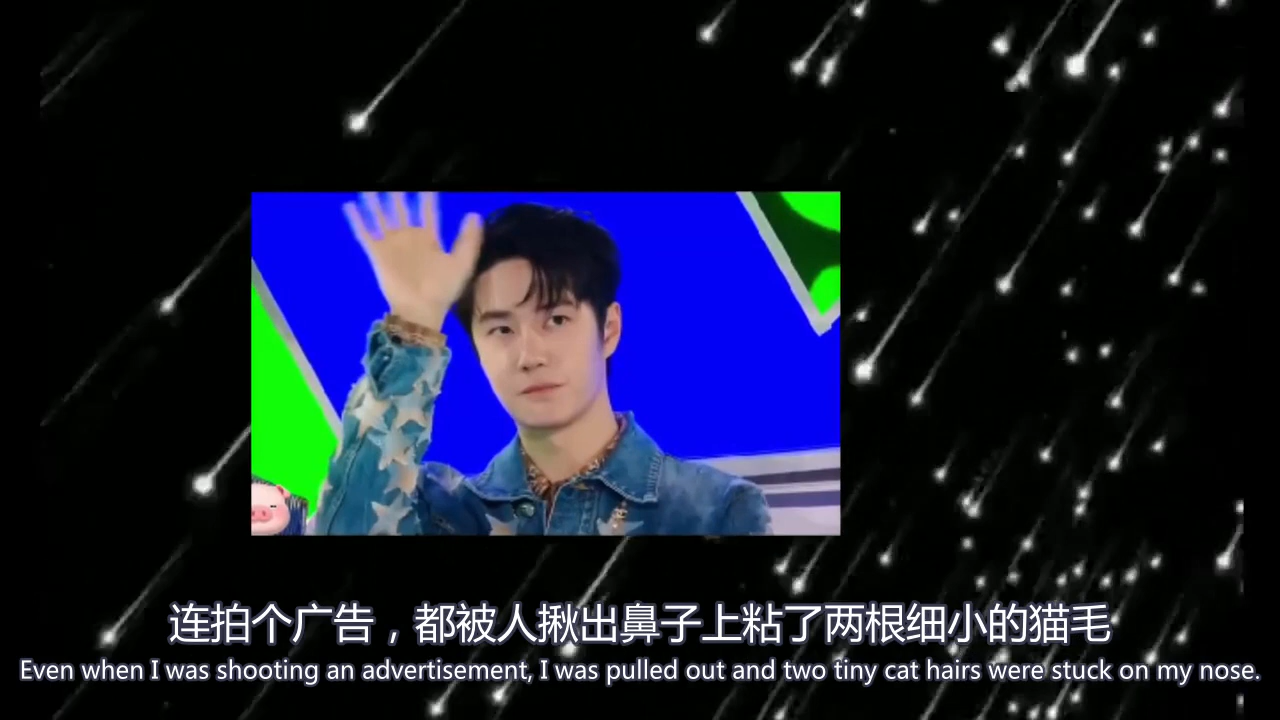 连拍个广告，都被人揪出鼻子上粘了两根细小的猫毛
Even when I was shooting an advertisement, I was pulled out and two tiny cat hairs were stuck on my nose.